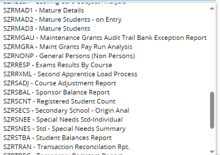 SZRMAD1 - Mature Details
SZRMAD2 - Mature Students - on Entry
SZRMAD3 - Mature Students
SZRMGAU - Maintenance Grants Audit Trail Bank Exception Report
SZRMGRA - Maint Grants Pay Run Analysis
SZRNONP - General Persons (Non Persons)
SZRRESP - Exams Results By Course
SZRRXML - Second Apprentice Load Process
SZRSADJ - Course Adjustment Report
SZRSBAL - Sponsor Balance Report
SZRSCNT - Registered Student Count
SZRSECS - Secondary School - Origin Anal
SZRSNEE - Special Needs Std-Individual
SZRSNES - Std - Special Needs Summary
SZRSTBA - Student Balances Report
SZRTRAN - Transaction Reconciliation Rpt.